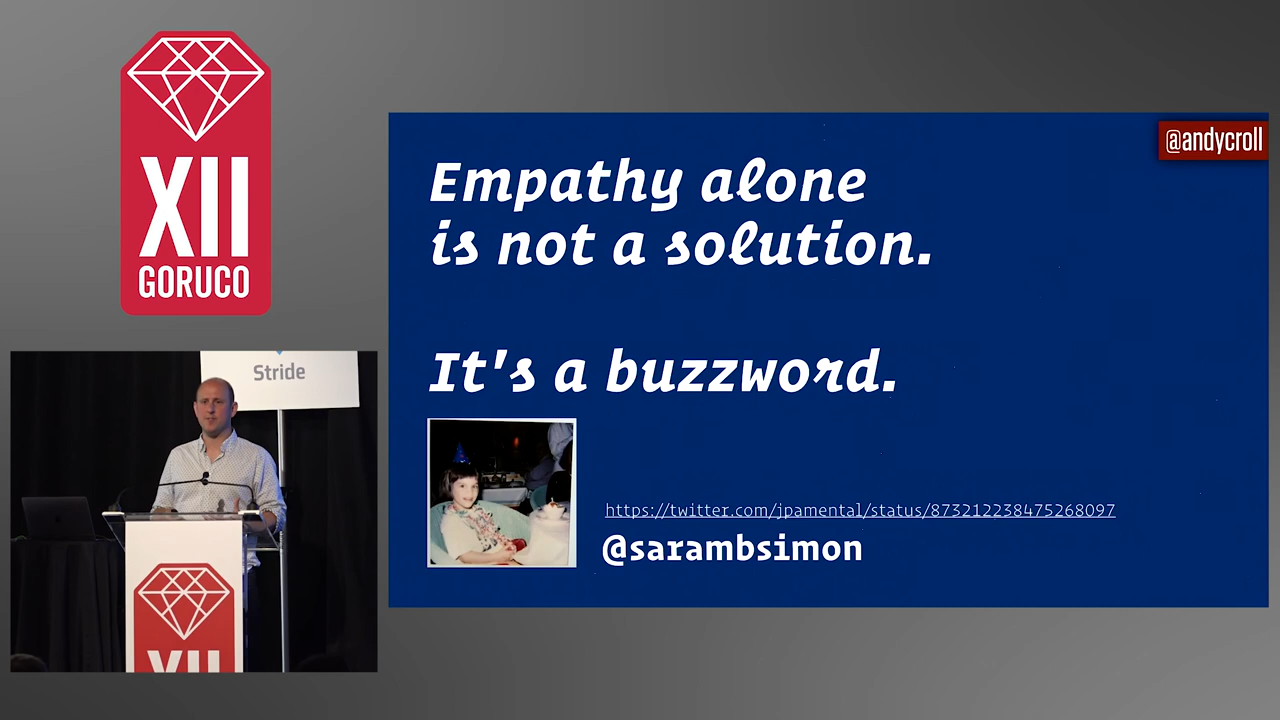 XII
GORUCO
Stride
XII
@andycroll
Empathy alone
is not a solution.
It's a buzzword.
https://twitter.com/jpamental/status/873212238475268097
@sarambsimon